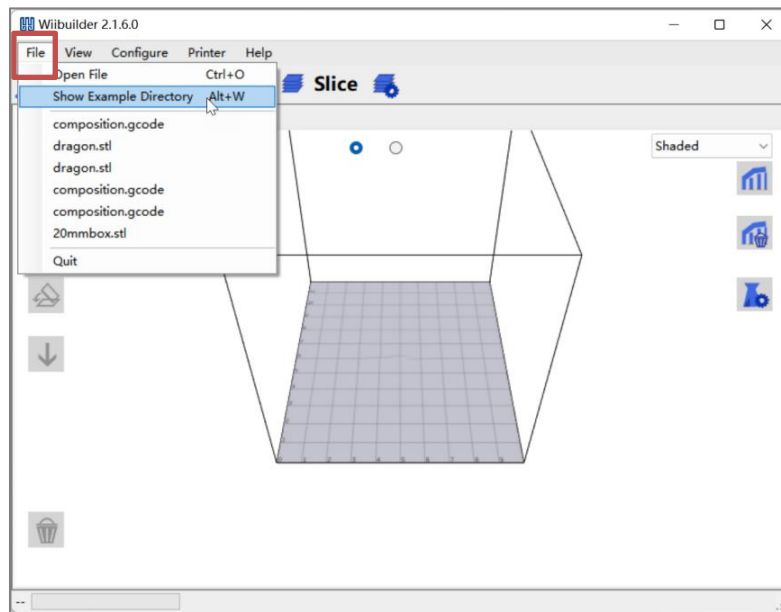 Wiibuilder 2.1.6.0
File View Configure Printer Help
Open File Ctrl+O
Show Example Directory Alt+W
Slice
composition.gcode
dragon.stl
dragon.stl
composition.gcode
composition.gcode
20mmbox.stl
Quit
Shaded
--